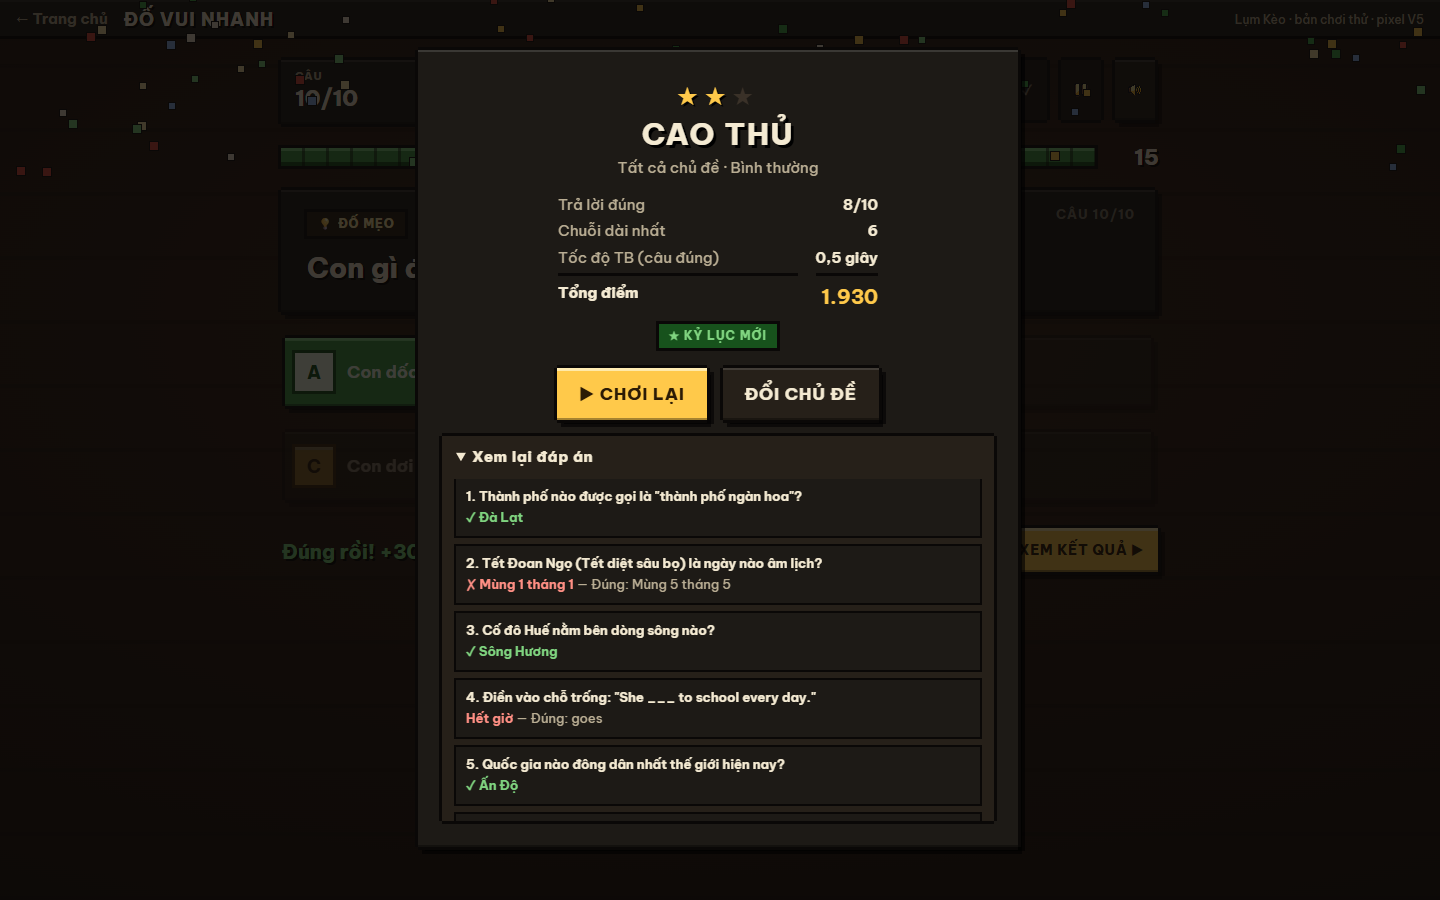 ← Trang chủ ĐỐ VUI NHANH
Lụm Kèo · bản chơi thử · pixel V5
CÂU
10/10
15
ĐỐ MẸO
CÂU 10/10
Con gì
A Con dốc
C Con dơi
Đúng rồi! +30
XEM KẾT QUẢ ▶
★ ★ ★
CAO THỦ
Tất cả chủ đề · Bình thường
Trả lời đúng 8/10
Chuỗi dài nhất 6
Tốc độ TB (câu đúng) 0,5 giây
Tổng điểm 1.930
★ KỶ LỤC MỚI
▶ CHƠI LẠI
ĐỔI CHỦ ĐỀ
▼ Xem lại đáp án
1. Thành phố nào được gọi là "thành phố ngàn hoa"?
✓ Đà Lạt
2. Tết Đoan Ngọ (Tết diệt sâu bọ) là ngày nào âm lịch?
✗ Mùng 1 tháng 1 — Đúng: Mùng 5 tháng 5
3. Cố đô Huế nằm bên dòng sông nào?
✓ Sông Hương
4. Điền vào chỗ trống: "She ___ to school every day."
Hết giờ — Đúng: goes
5. Quốc gia nào đông dân nhất thế giới hiện nay?
✓ Ấn Độ